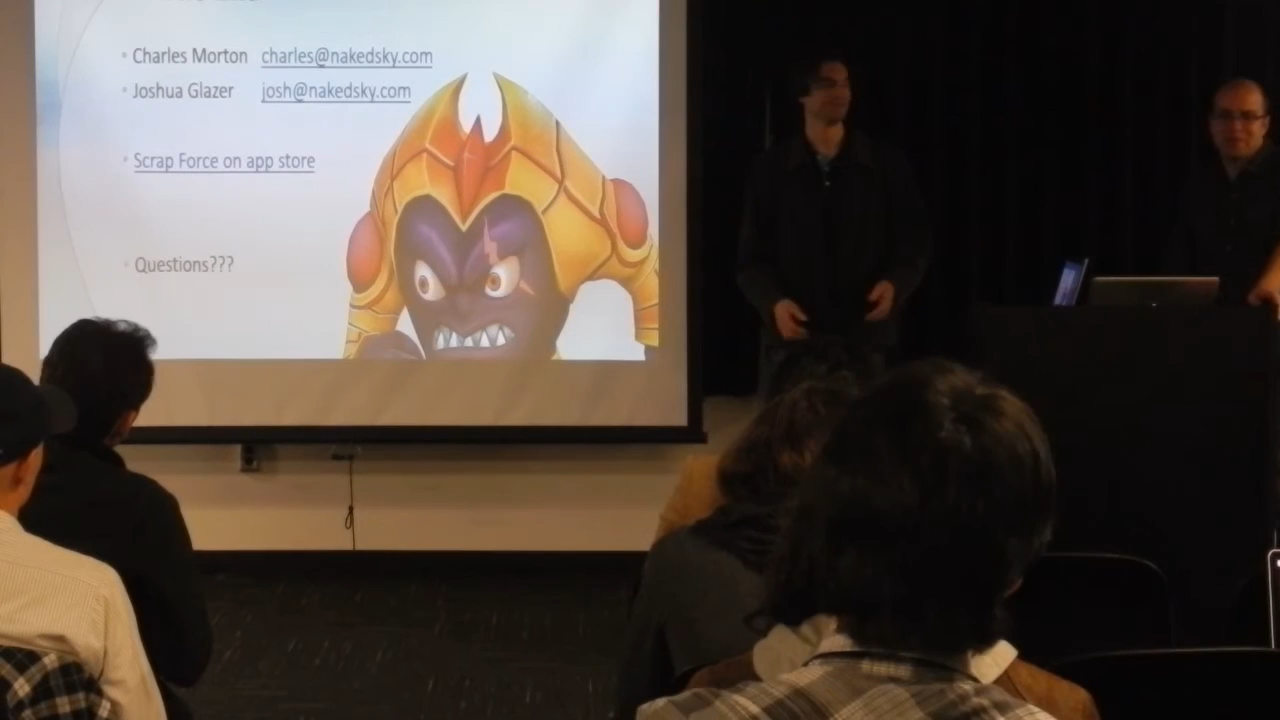 Charles Morton charles@nakedsky.com
Joshua Glazer josh@nakedsky.com
Scrap Force on app store
Questions???